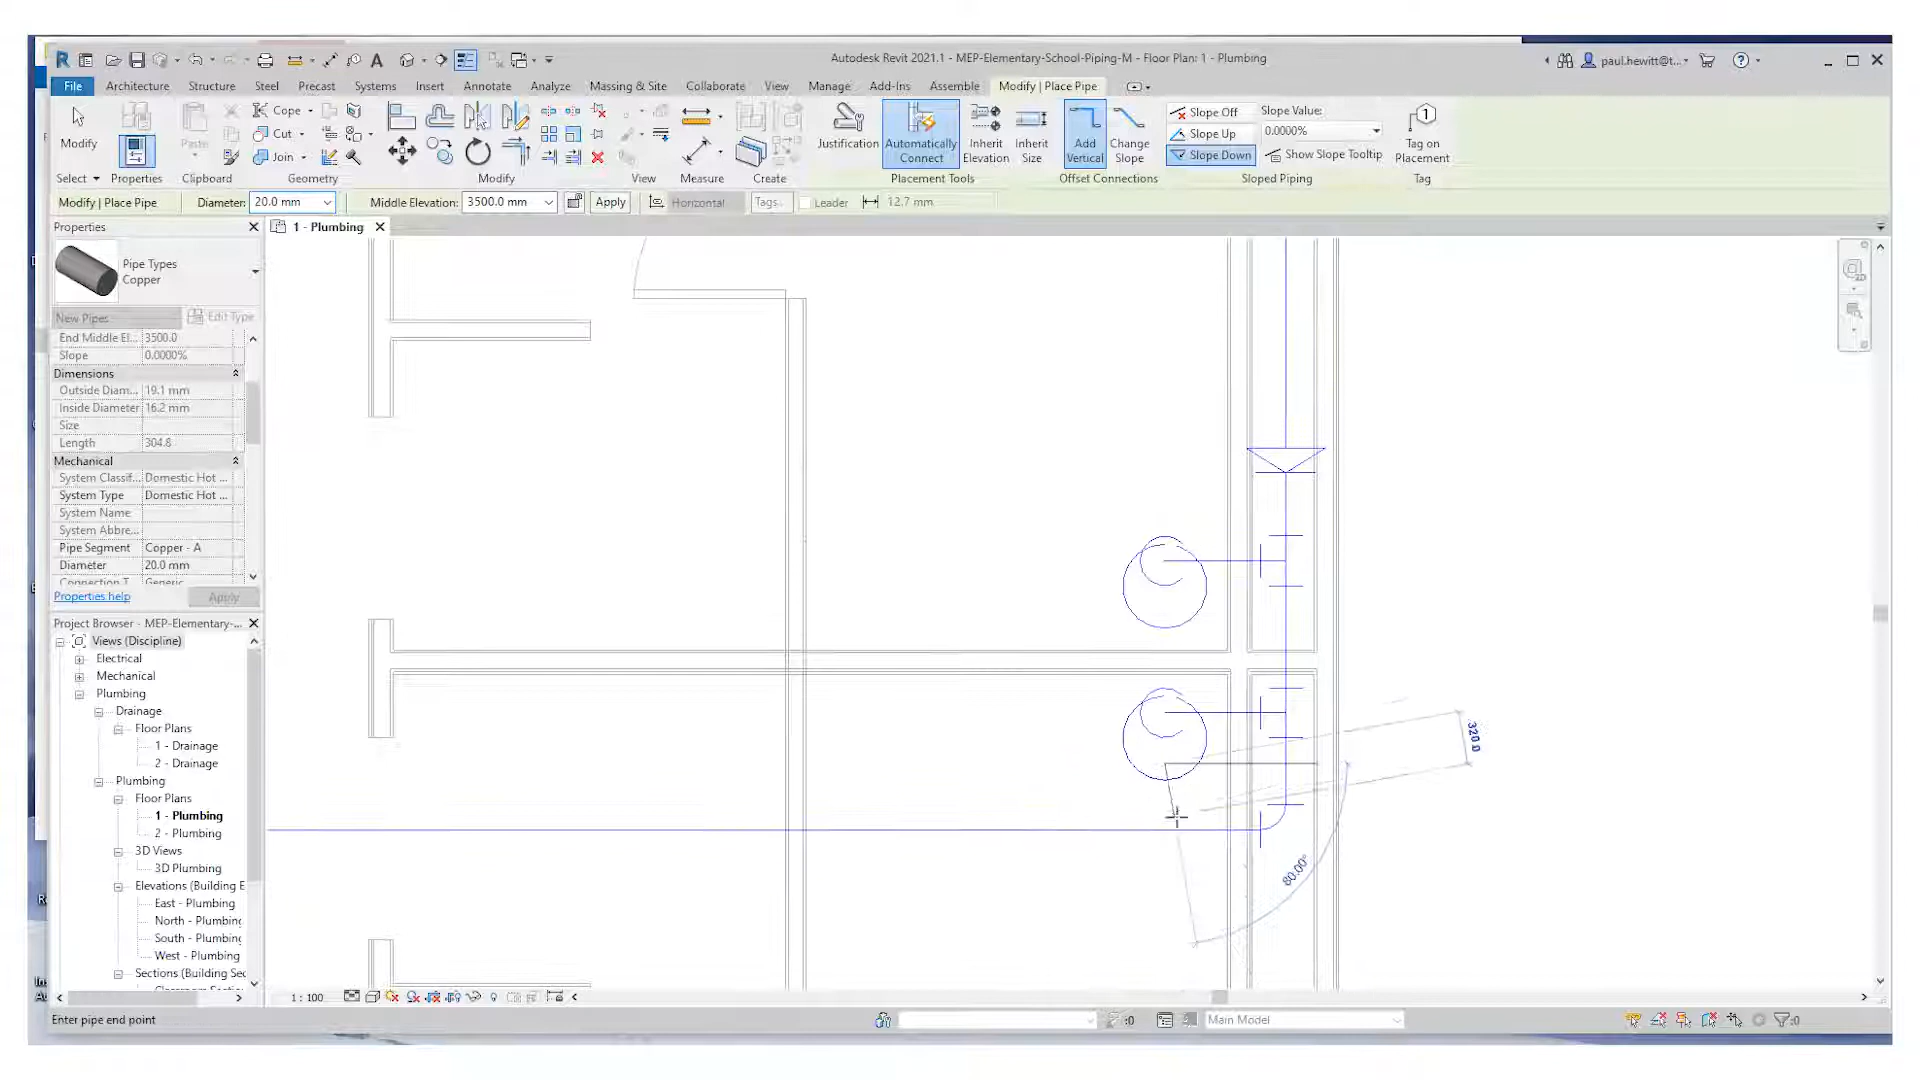 Autodesk Revit 2021.1 - MEP-Elementary-School-Piping-M - Floor Plan: 1 - Plumbing
paul.hewitt@t...
File Architecture Structure Steel Precast Systems Insert Annotate Analyze Massing & Site Collaborate View Manage Add-Ins Assemble Modify | Place Pipe
Modify
Paste
Cope
Cut
Join
Justification
Automatically Connect
Inherit Elevation
Inherit Size
Add Vertical
Change Slope
Slope Off
Slope Up
Slope Down
Slope Value:
0.0000%
Show Slope Tooltip
Tag on Placement
Select Properties Clipboard Geometry Modify View Measure Create Placement Tools Offset Connections Sloped Piping Tag
Modify | Place Pipe Diameter: 20.0 mm Middle Elevation: 3500.0 mm Apply Horizontal Tags... Leader 12.7 mm
Properties
1 - Plumbing
Pipe Types
Copper
New Pipes Edit Type
End Middle El... 3500.0
Slope 0.0000%
Dimensions
Outside Diam... 19.1 mm
Inside Diameter 16.2 mm
Size
Length 304.8
Mechanical
System Classif... Domestic Hot ...
System Type Domestic Hot ...
System Name
System Abbre...
Pipe Segment Copper - A
Diameter 20.0 mm
Connection T... Generic
Properties help Apply
Project Browser - MEP-Elementary-...
Views (Discipline)
Electrical
Mechanical
Plumbing
Drainage
Floor Plans
1 - Drainage
2 - Drainage
Plumbing
Floor Plans
1 - Plumbing
2 - Plumbing
3D Views
3D Plumbing
Elevations (Building E
East - Plumbing
North - Plumbing
South - Plumbing
West - Plumbing
Sections (Building Sec
320.0
80.00°
1 : 100
Enter pipe end point
:0
Main Model
:0